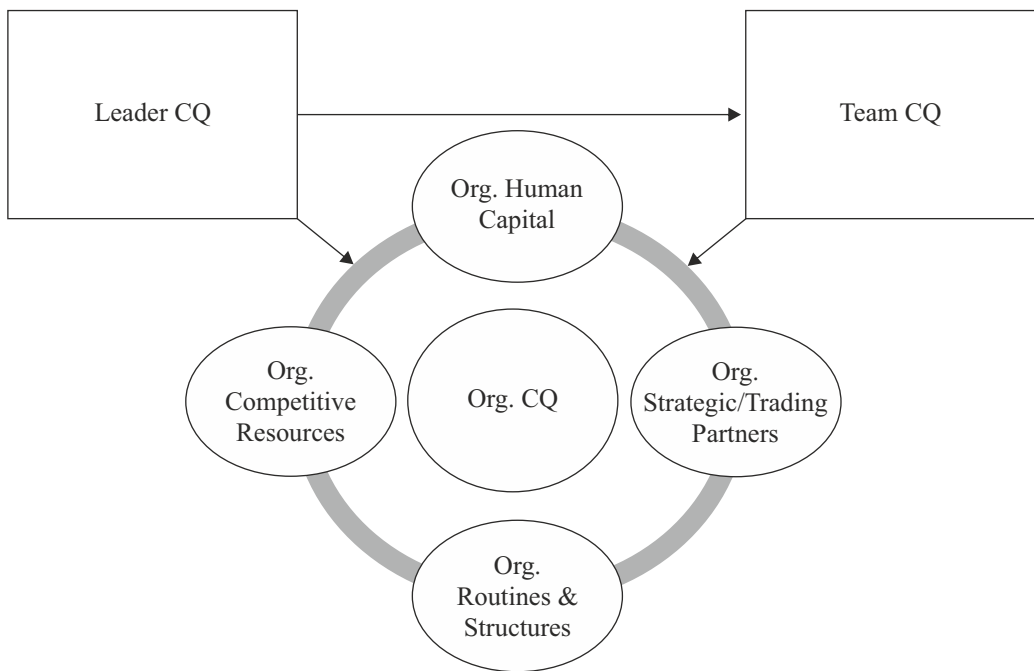 Leader CQ
Team CQ
Org. Human
Capital
Org.
Competitive
Resources
Org. CQ
Org.
Strategic/Trading
Partners
Org.
Routines &
Structures